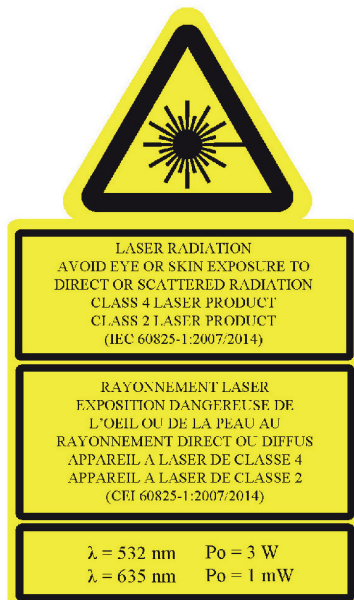 LASER RADIATION
AVOID EYE OR SKIN EXPOSURE TO
DIRECT OR SCATTERED RADIATION
CLASS 4 LASER PRODUCT
CLASS 2 LASER PRODUCT
(IEC 60825-1:2007/2014)
RAYONNEMENT LASER
EXPOSITION DANGEREUSE DE
L'OEIL OU DE LA PEAU AU
RAYONNEMENT DIRECT OU DIFFUS
APPAREIL A LASER DE CLASSE 4
APPAREIL A LASER DE CLASSE 2
(CEI 60825-1:2007/2014)
λ = 532 nm Po = 3 W
λ = 635 nm Po = 1 mW